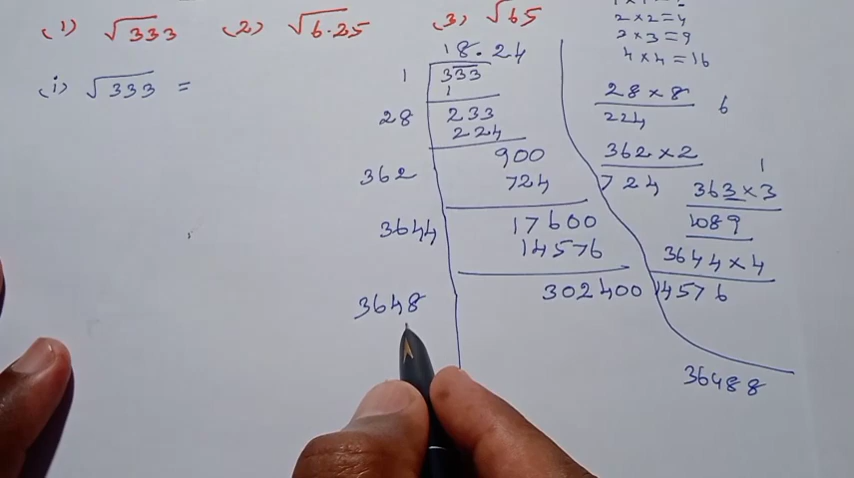 (1) √333 (2) √6.25 (3) √65
2 × 2 = 4
3 × 3 = 9
4 × 4 = 16
(i) √333 =
18.24
1 333
1
28 233
224
362 900
724
3644 17600
14576
3648 302400
28 × 8
224
6
362 × 2
724
1
363 × 3
1089
3644 × 4
14576
36488